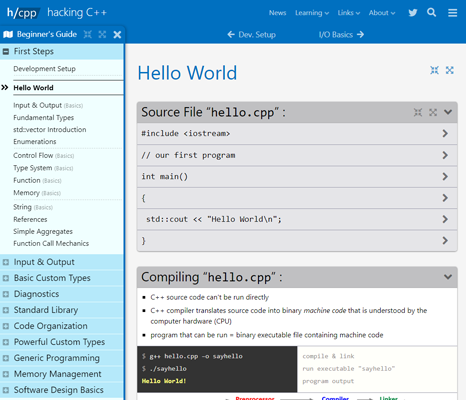 h/cpp hacking C++
News Learning Links About
Beginner's Guide
Dev. Setup I/O Basics
First Steps
Development Setup
Hello World
Input & Output (Basics)
Fundamental Types
std::vector Introduction
Enumerations
Control Flow (Basics)
Type System (Basics)
Function (Basics)
Memory (Basics)
String (Basics)
References
Simple Aggregates
Function Call Mechanics
Input & Output
Basic Custom Types
Diagnostics
Standard Library
Code Organization
Powerful Custom Types
Generic Programming
Memory Management
Software Design Basics
Hello World
Source File “hello.cpp” :
#include <iostream>
// our first program
int main()
{
std::cout << "Hello World\n";
}
Compiling “hello.cpp” :
C++ source code can't be run directly
C++ compiler translates source code into binary machine code that is understood by the
computer hardware (CPU)
program that can be run = binary executable file containing machine code
$ g++ hello.cpp -o sayhello compile & link
$ ./sayhello run executable "sayhello"
Hello World! program output
Preprocessor Compiler Linker